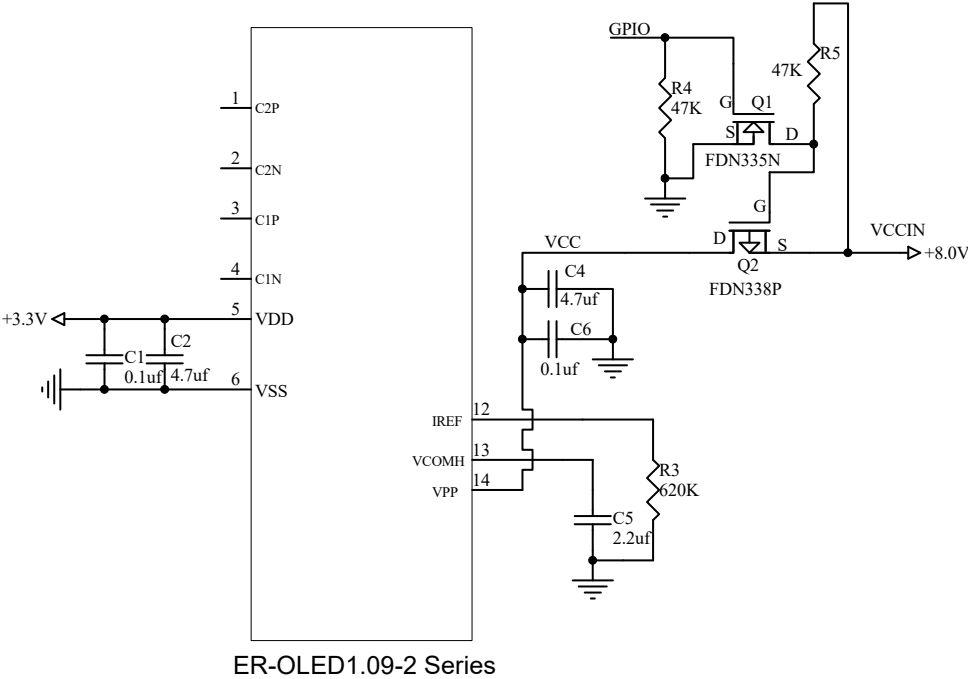 GPIO
R4
47K
R5
47K
G
Q1
S
D
FDN335N
G
VCC
D
S
Q2
FDN338P
VCCIN
+8.0V
C4
4.7uf
C6
0.1uf
1
C2P
2
C2N
3
C1P
4
C1N
+3.3V
5
VDD
C1
0.1uf
C2
4.7uf
6
VSS
IREF
12
VCOMH
13
VPP
14
R3
620K
C5
2.2uf
ER-OLED1.09-2 Series